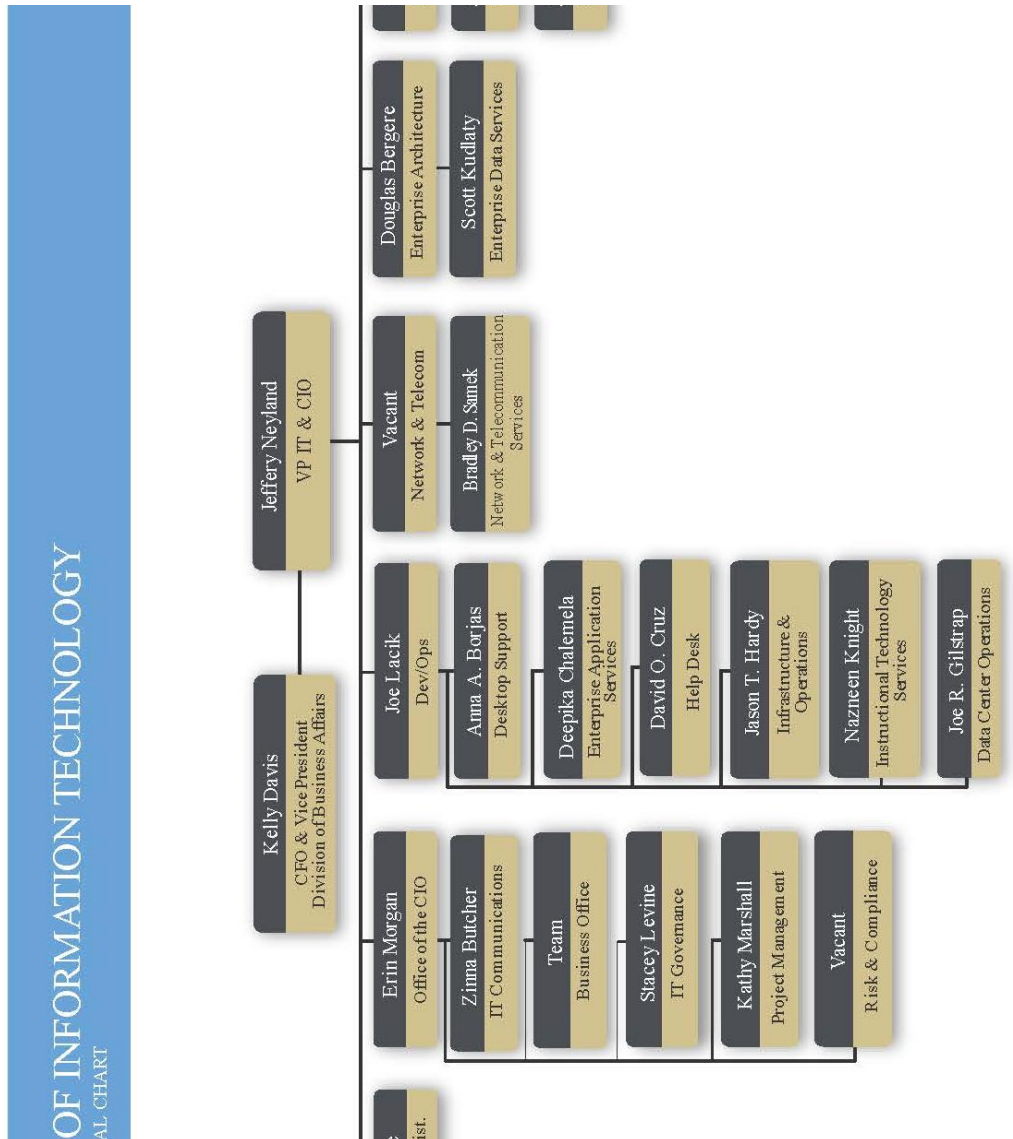 OF INFORMATION TECHNOLOGY
AL CHART
Kelly Davis
CFO & Vice President
Division of Business Affairs
Jeffery Neyland
VP IT & CIO
ist.
Erin Morgan
Office of the CIO
Zinna Butcher
IT Communications
Team
Business Office
Stacey Levine
IT Governance
Kathy Marshall
Project Management
Vacant
Risk & Compliance
Joe Lacik
Dev/Ops
Anna A. Borjas
Desktop Support
Deepika Chalemela
Enterprise Application
Services
David O. Cruz
Help Desk
Jason T. Hardy
Infrastructure &
Operations
Nazneen Knight
Instructional Technology
Services
Joe R. Gilstrap
Data Center Operations
Vacant
Network & Telecom
Bradley D. Samek
Network & Telecommunication
Services
Douglas Bergere
Enterprise Architecture
Scott Kudlaty
Enterprise Data Services